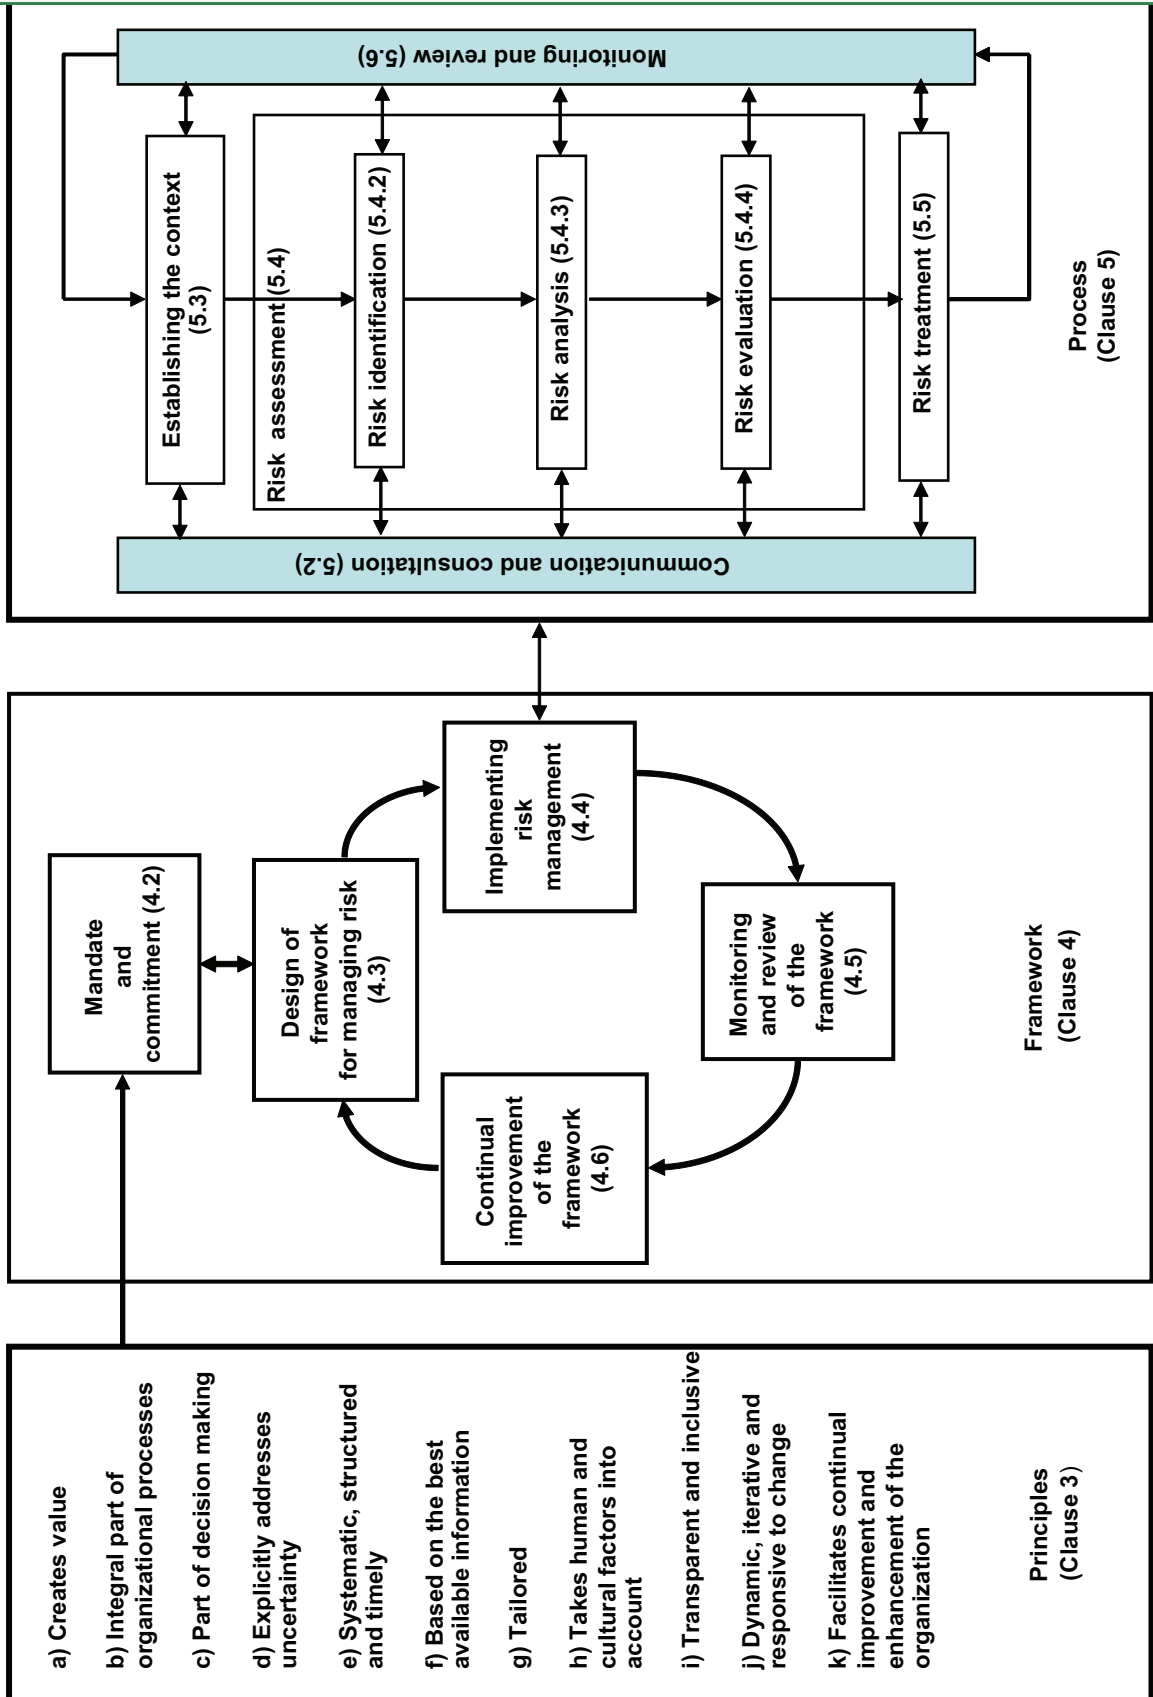 a) Creates value
b) Integral part of
organizational processes
c) Part of decision making
d) Explicitly addresses
uncertainty
e) Systematic, structured
and timely
f) Based on the best
available information
g) Tailored
h) Takes human and
cultural factors into
account
i) Transparent and inclusive
j) Dynamic, iterative and
responsive to change
k) Facilitates continual
improvement and
enhancement of the
organization
Principles
(Clause 3)
Mandate
and
commitment (4.2)
Design of
framework
for managing risk
(4.3)
Implementing
risk
management
(4.4)
Monitoring
and review
of the
framework
(4.5)
Continual
improvement
of the
framework
(4.6)
Framework
(Clause 4)
Communication and consultation (5.2)
Establishing the context
(5.3)
Risk assessment (5.4)
Risk identification (5.4.2)
Risk analysis (5.4.3)
Risk evaluation (5.4.4)
Risk treatment (5.5)
Monitoring and review (5.6)
Process
(Clause 5)